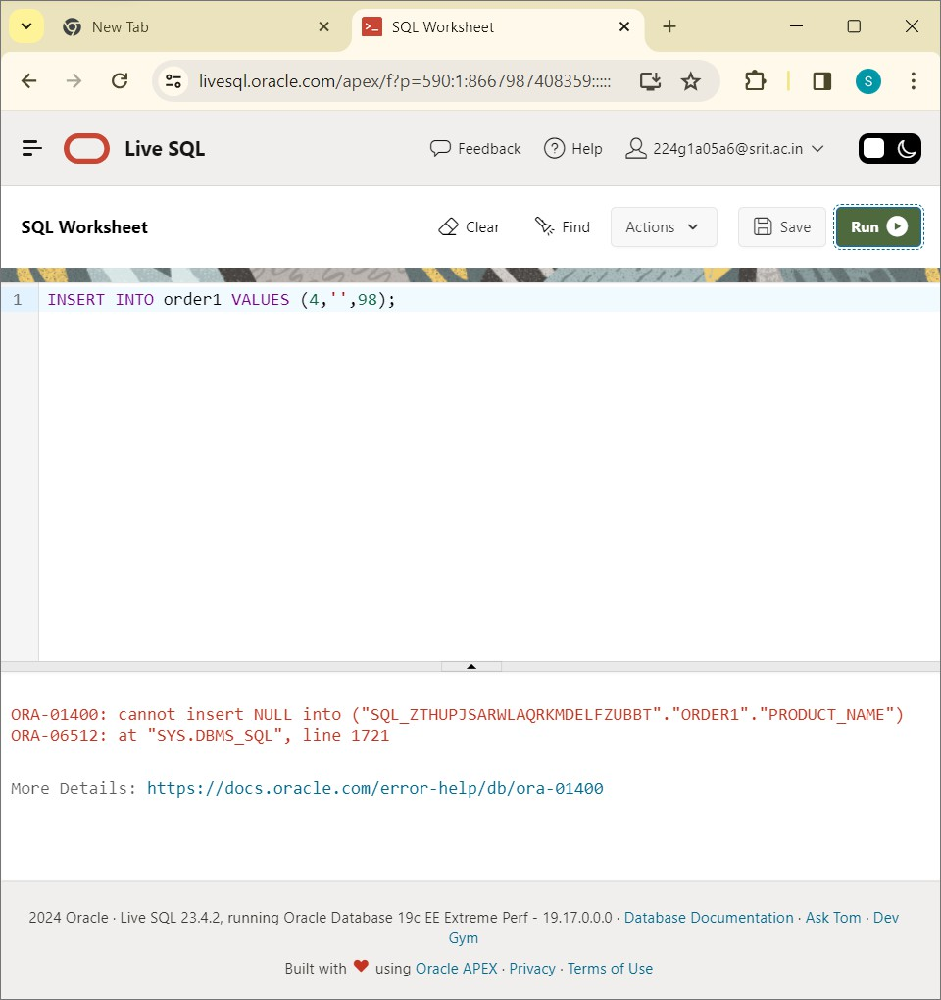 New Tab
SQL Worksheet
livesql.oracle.com/apex/f?p=590:1:8667987408359:::::
S
Live SQL
Feedback
Help
224g1a05a6@srit.ac.in
SQL Worksheet
Clear
Find
Actions
Save
Run
1 INSERT INTO order1 VALUES (4,'',98);
ORA-01400: cannot insert NULL into ("SQL_ZTHUPJSARWLAQRKMDELFZUBBT"."ORDER1"."PRODUCT_NAME")
ORA-06512: at "SYS.DBMS_SQL", line 1721
More Details: https://docs.oracle.com/error-help/db/ora-01400
2024 Oracle · Live SQL 23.4.2, running Oracle Database 19c EE Extreme Perf - 19.17.0.0.0 · Database Documentation · Ask Tom · Dev
Gym
Built with ❤ using Oracle APEX · Privacy · Terms of Use